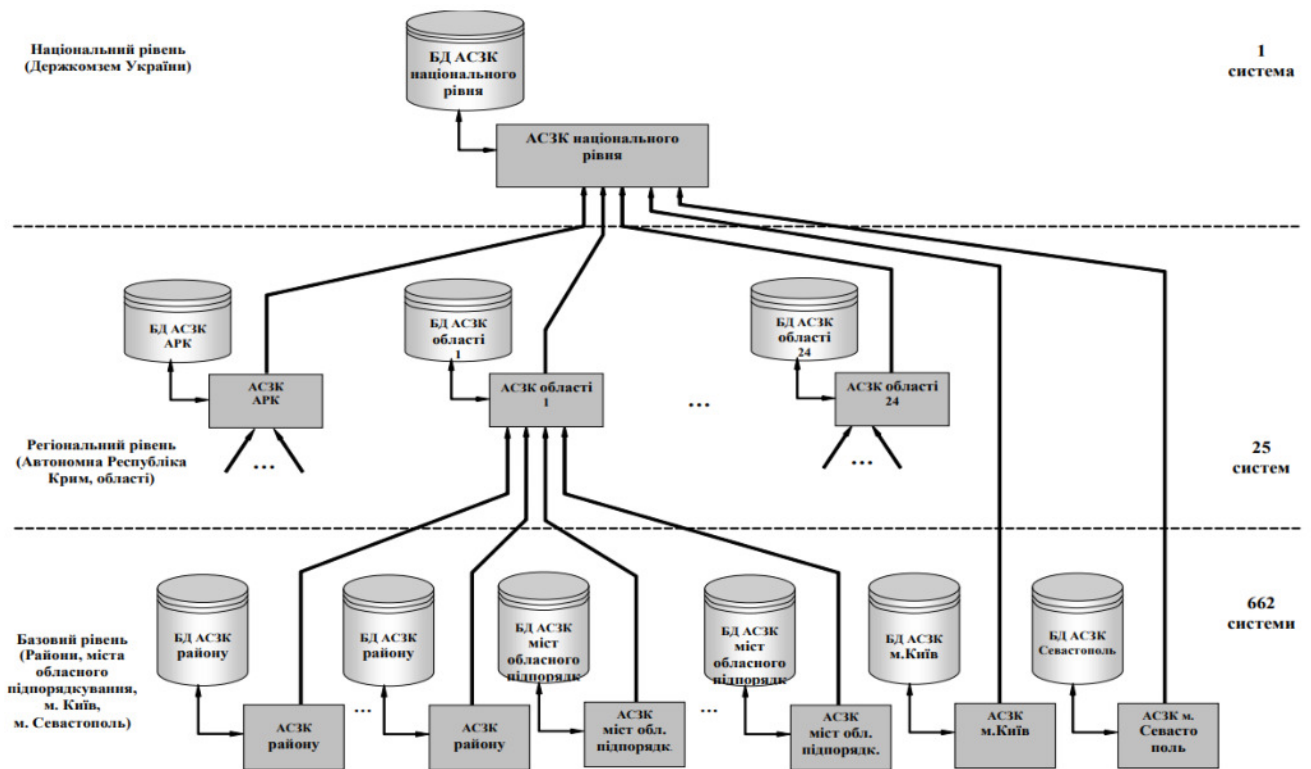 Національний рівень
(Держкомзем України)
БД АСЗК
національного
рівня
1
система
АСЗК національного
рівня
БД АСЗК
АРК
БД АСЗК
області
1
БД АСЗК
області
24
АСЗК
АРК
АСЗК області
1
...
АСЗК області
24
...
...
Регіональний рівень
(Автономна Республіка
Крим, області)
25
систем
БД АСЗК
району
БД АСЗК
району
БД АСЗК
міст
обласного
підпорядк
БД АСЗК
міст
обласного
підпорядк
БД АСЗК
м.Київ
БД АСЗК
Севастополь
662
системи
Базовий рівень
(Райони, міста
обласного
підпорядкування,
м. Київ,
м. Севастополь)
АСЗК
району
...
АСЗК
району
АСЗК
міст обл.
підпорядк.
...
АСЗК
міст обл.
підпорядк.
АСЗК
м.Київ
АСЗК м.
Севасто
поль